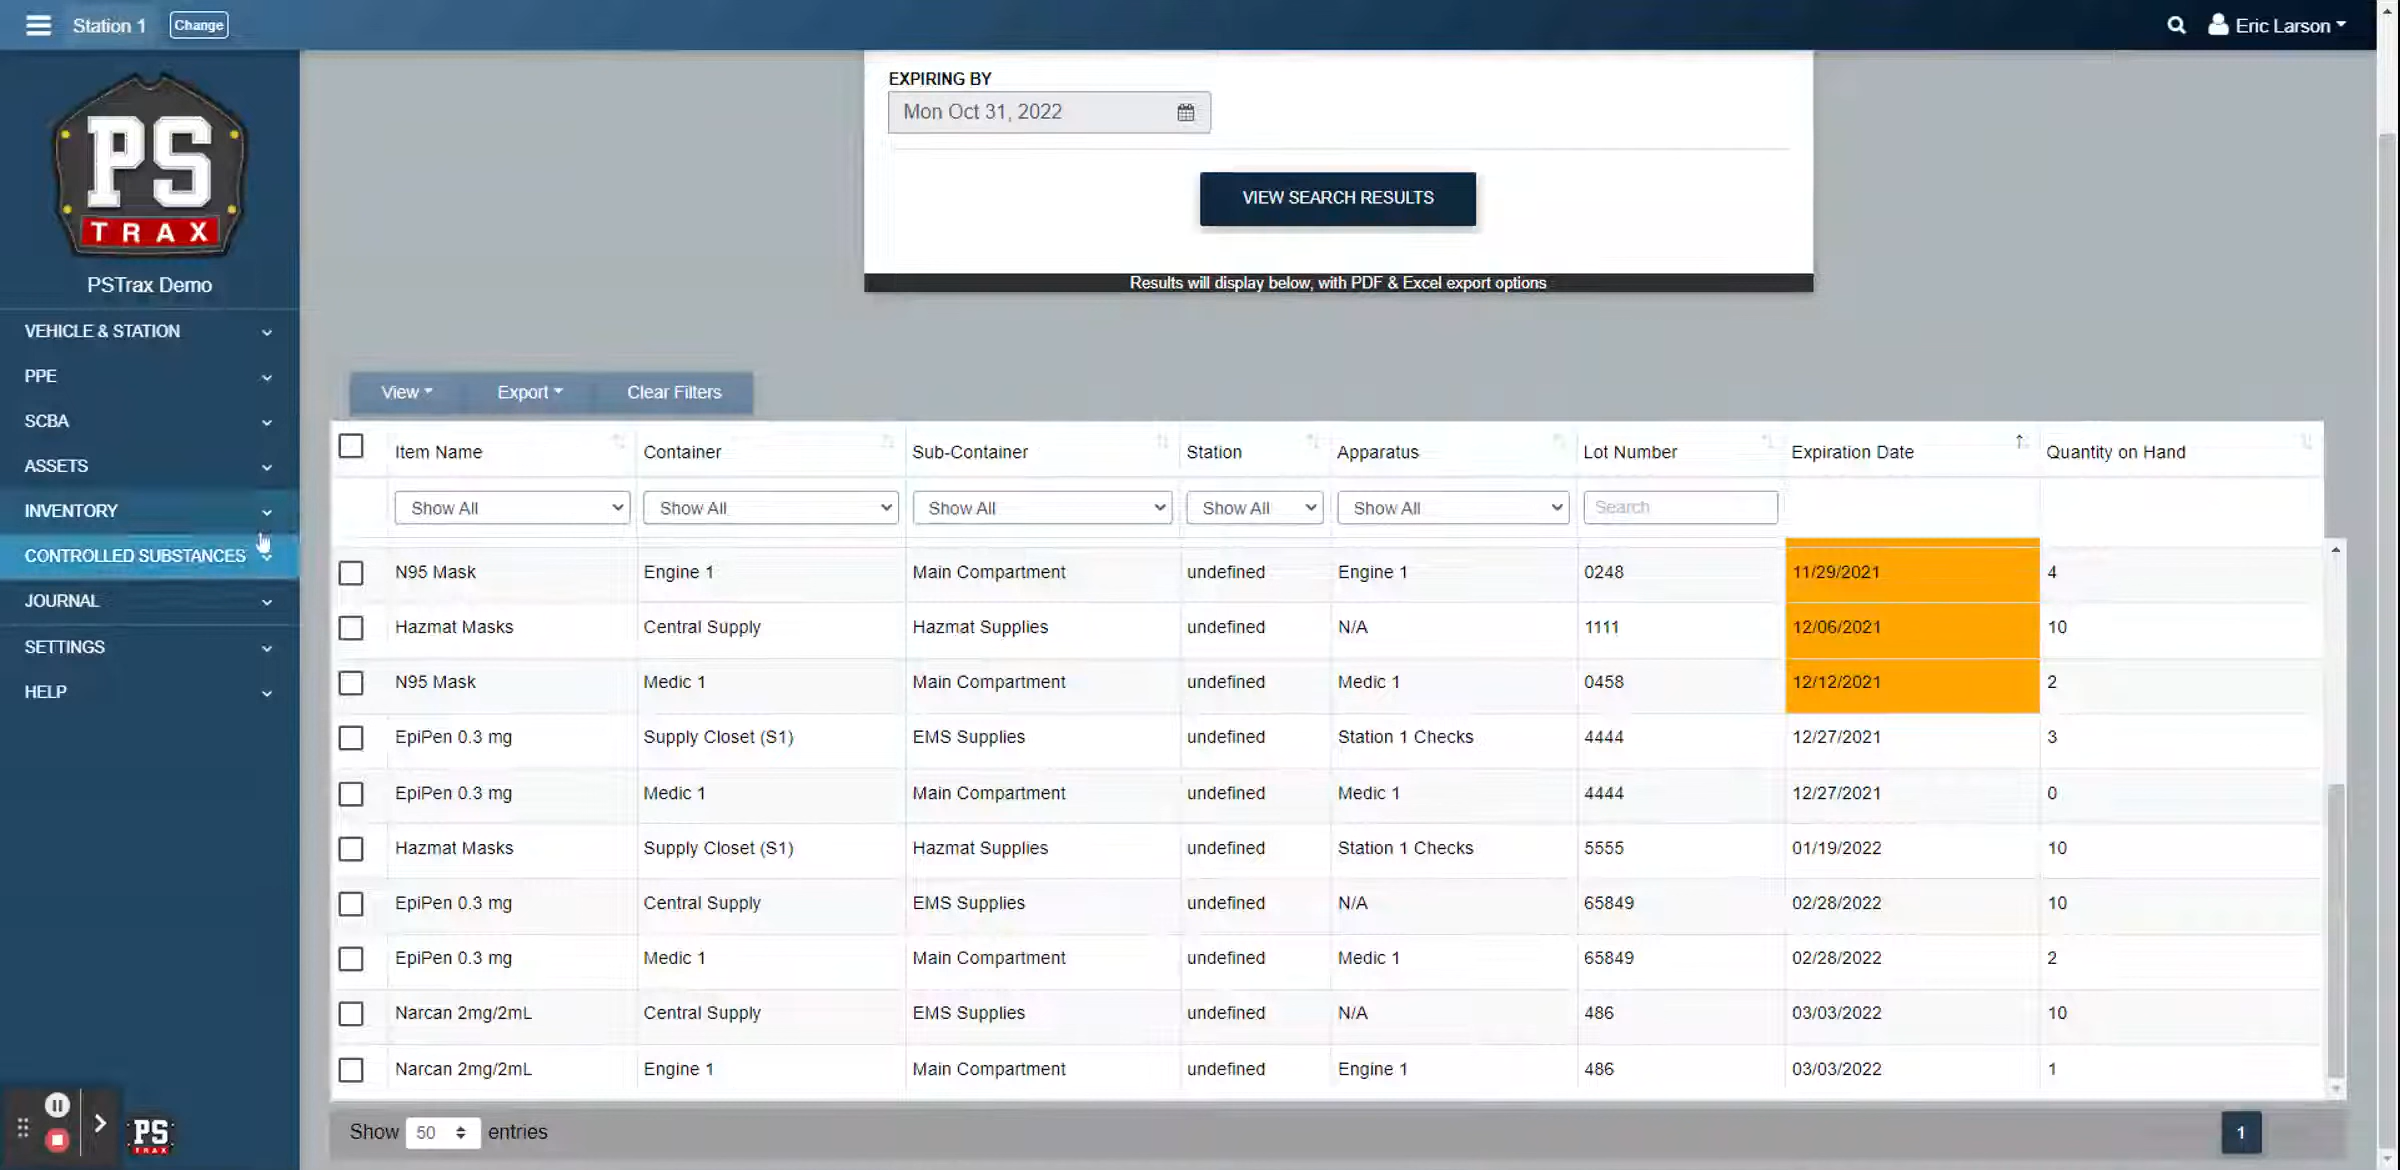 Station 1 Change Eric Larson
PS
TRAX
PSTrax Demo
VEHICLE & STATION
PPE
SCBA
ASSETS
INVENTORY
CONTROLLED SUBSTANCES
JOURNAL
SETTINGS
HELP
PS
TRAX
EXPIRING BY
Mon Oct 31, 2022
VIEW SEARCH RESULTS
Results will display below, with PDF & Excel export options
View Export Clear Filters
Item Name Container Sub-Container Station Apparatus Lot Number Expiration Date Quantity on Hand
Show All Show All Show All Show All Show All Search
N95 Mask Engine 1 Main Compartment undefined Engine 1 0248 11/29/2021 4
Hazmat Masks Central Supply Hazmat Supplies undefined N/A 1111 12/06/2021 10
N95 Mask Medic 1 Main Compartment undefined Medic 1 0458 12/12/2021 2
EpiPen 0.3 mg Supply Closet (S1) EMS Supplies undefined Station 1 Checks 4444 12/27/2021 3
EpiPen 0.3 mg Medic 1 Main Compartment undefined Medic 1 4444 12/27/2021 0
Hazmat Masks Supply Closet (S1) Hazmat Supplies undefined Station 1 Checks 5555 01/19/2022 10
EpiPen 0.3 mg Central Supply EMS Supplies undefined N/A 65849 02/28/2022 10
EpiPen 0.3 mg Medic 1 Main Compartment undefined Medic 1 65849 02/28/2022 2
Narcan 2mg/2mL Central Supply EMS Supplies undefined N/A 486 03/03/2022 10
Narcan 2mg/2mL Engine 1 Main Compartment undefined Engine 1 486 03/03/2022 1
Show 50 entries 1